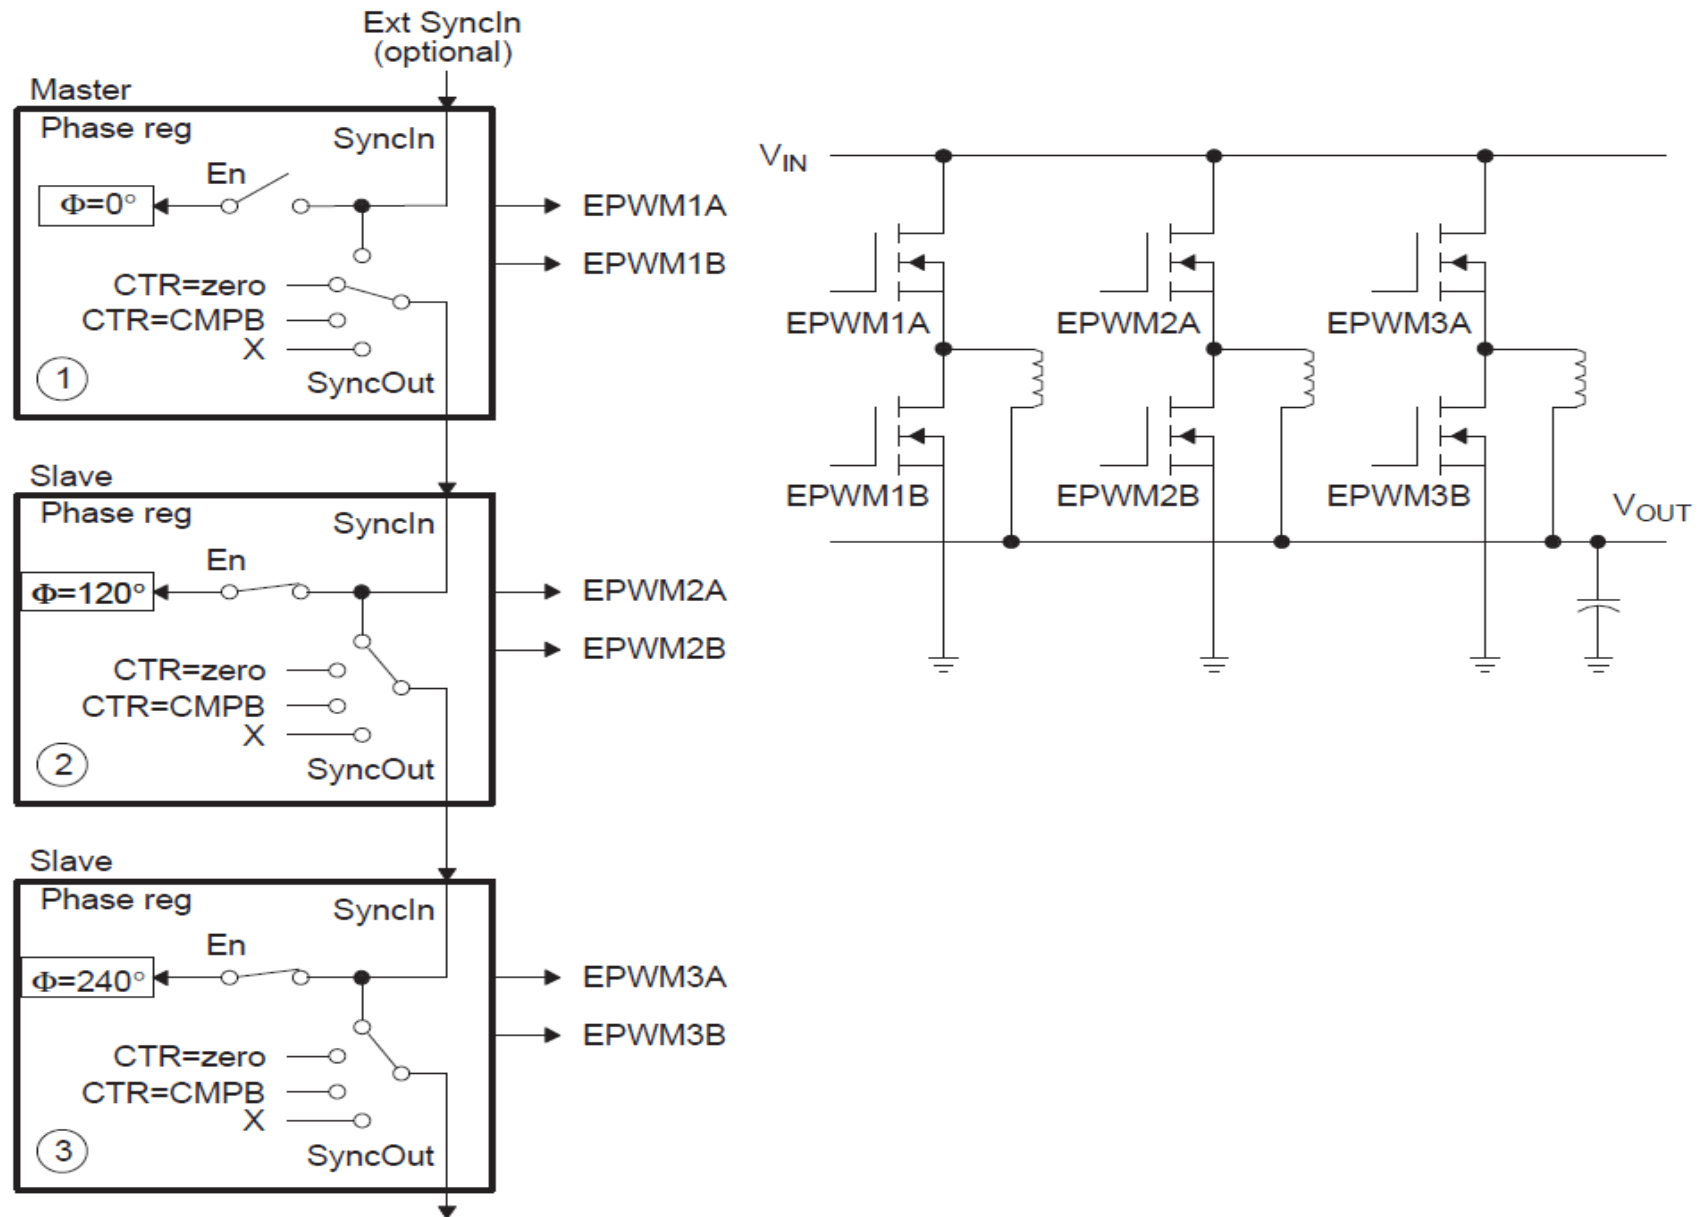 Ext SyncIn
(optional)
Master
Phase reg
SyncIn
En
Φ=0°
CTR=zero
CTR=CMPB
X
1
SyncOut
EPWM1A
EPWM1B
Slave
Phase reg
SyncIn
En
Φ=120°
CTR=zero
CTR=CMPB
X
2
SyncOut
EPWM2A
EPWM2B
Slave
Phase reg
SyncIn
En
Φ=240°
CTR=zero
CTR=CMPB
X
3
SyncOut
EPWM3A
EPWM3B
VIN
EPWM1A
EPWM2A
EPWM3A
EPWM1B
EPWM2B
EPWM3B
VOUT